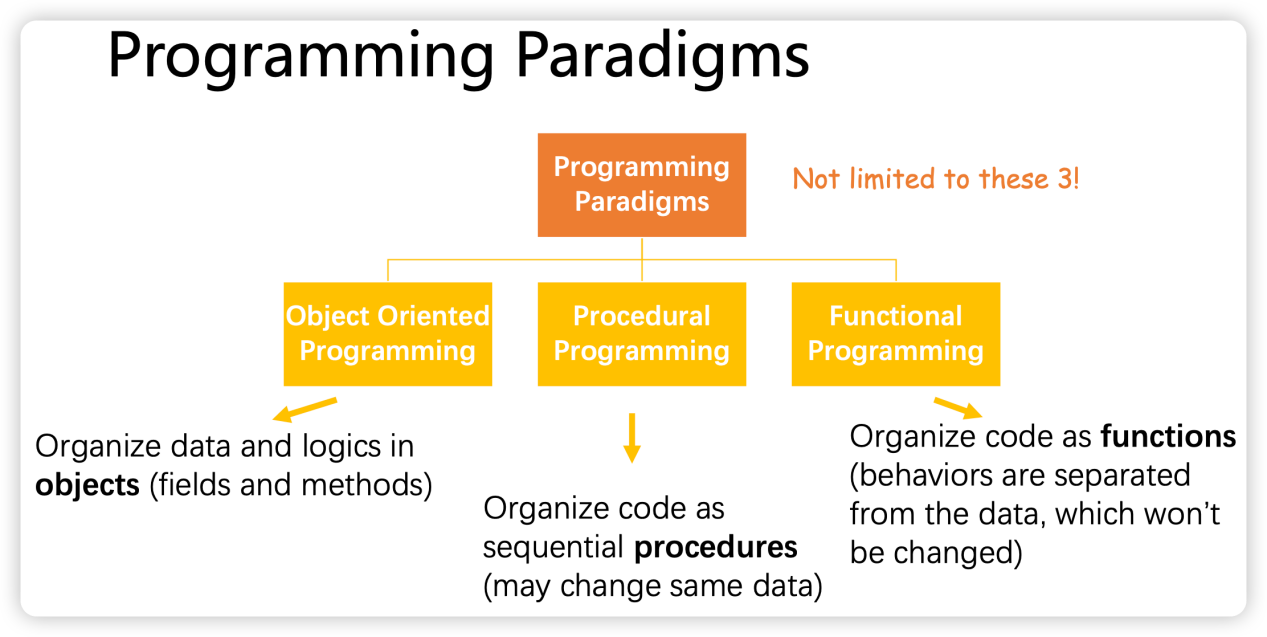 Programming Paradigms
Programming
Paradigms
Not limited to these 3!
Object Oriented
Programming
Procedural
Programming
Functional
Programming
Organize data and logics in
objects (fields and methods)
Organize code as
sequential procedures
(may change same data)
Organize code as functions
(behaviors are separated
from the data, which won’t
be changed)